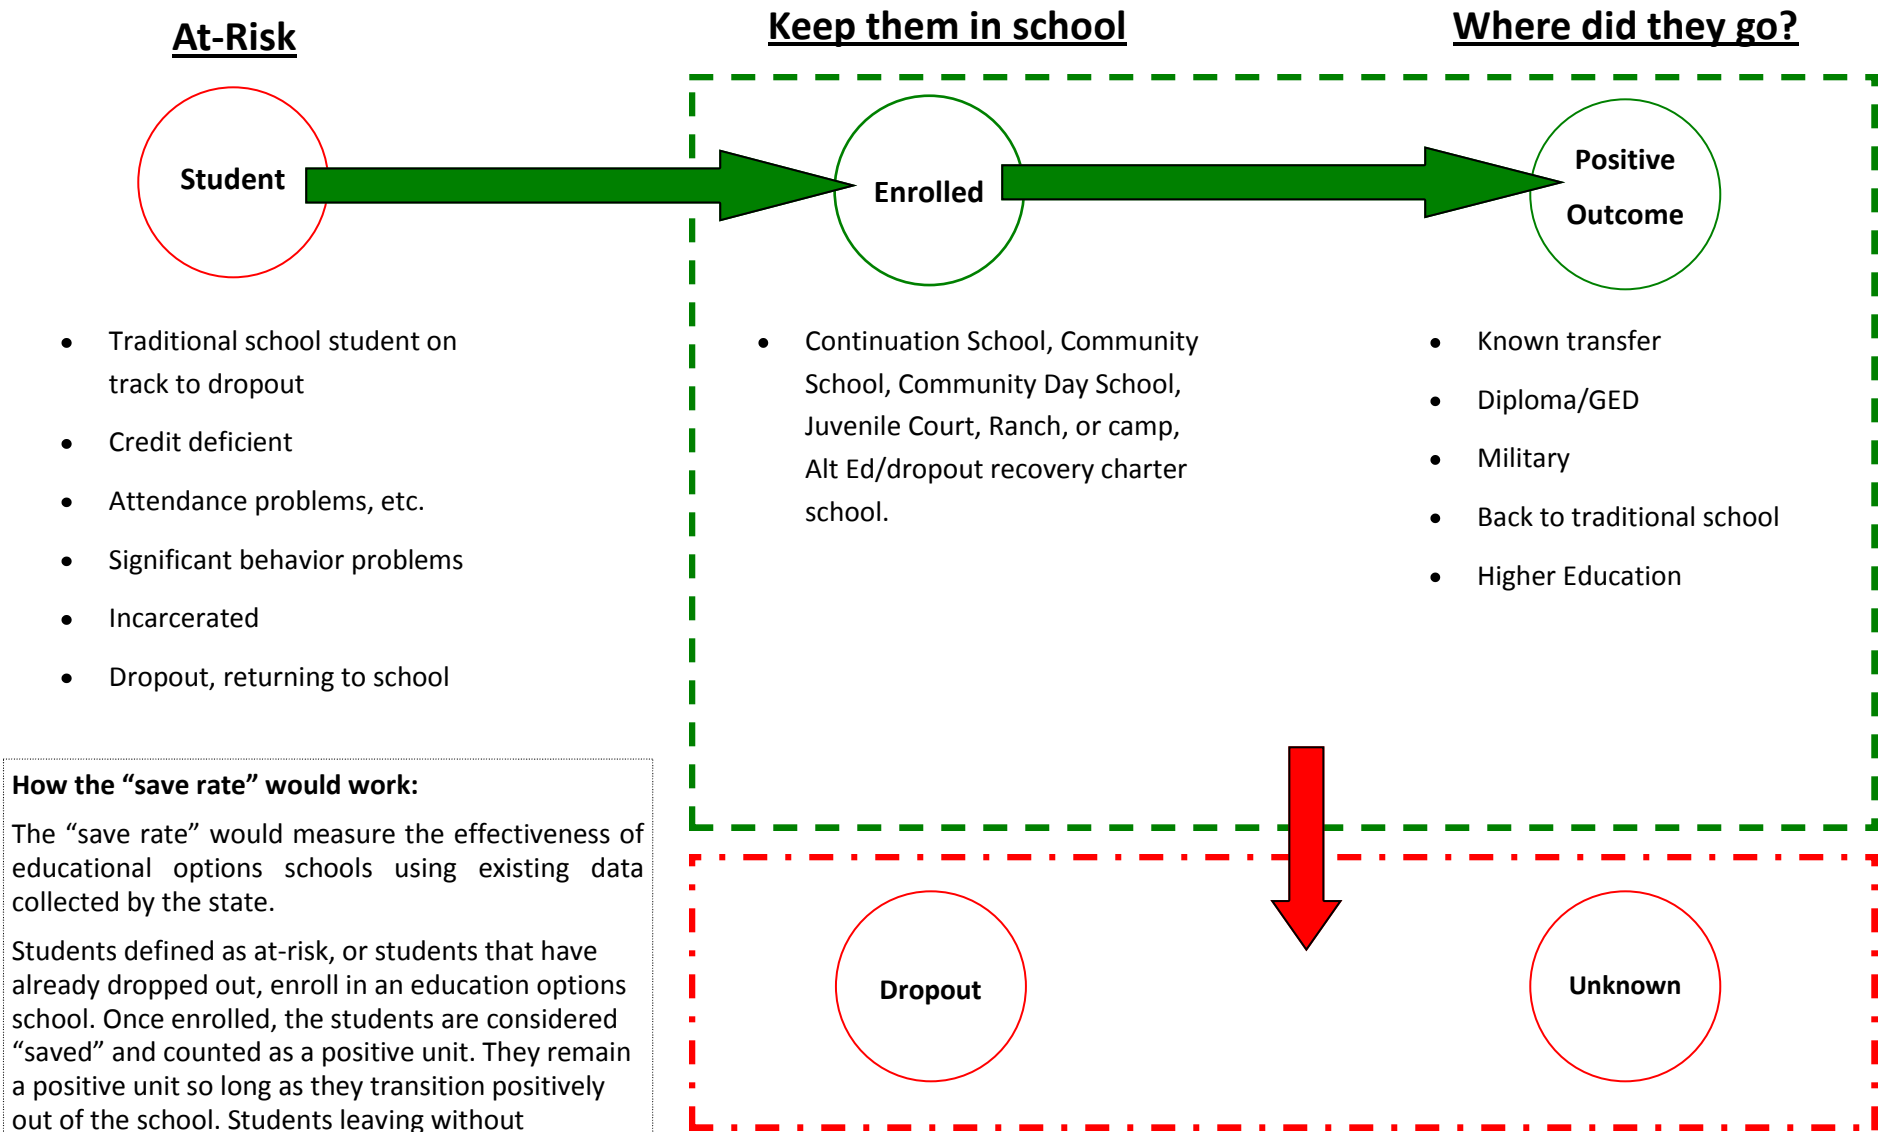 At-Risk
Keep them in school
Where did they go?
Student
Enrolled
Positive
Outcome
• Traditional school student on
track to dropout
• Credit deficient
• Attendance problems, etc.
• Significant behavior problems
• Incarcerated
• Dropout, returning to school
• Continuation School, Community
School, Community Day School,
Juvenile Court, Ranch, or camp,
Alt Ed/dropout recovery charter
school.
• Known transfer
• Diploma/GED
• Military
• Back to traditional school
• Higher Education
How the “save rate” would work:
The “save rate” would measure the effectiveness of
educational options schools using existing data
collected by the state.
Students defined as at-risk, or students that have
already dropped out, enroll in an education options
school. Once enrolled, the students are considered
“saved” and counted as a positive unit. They remain
a positive unit so long as they transition positively
out of the school. Students leaving without
Dropout
Unknown